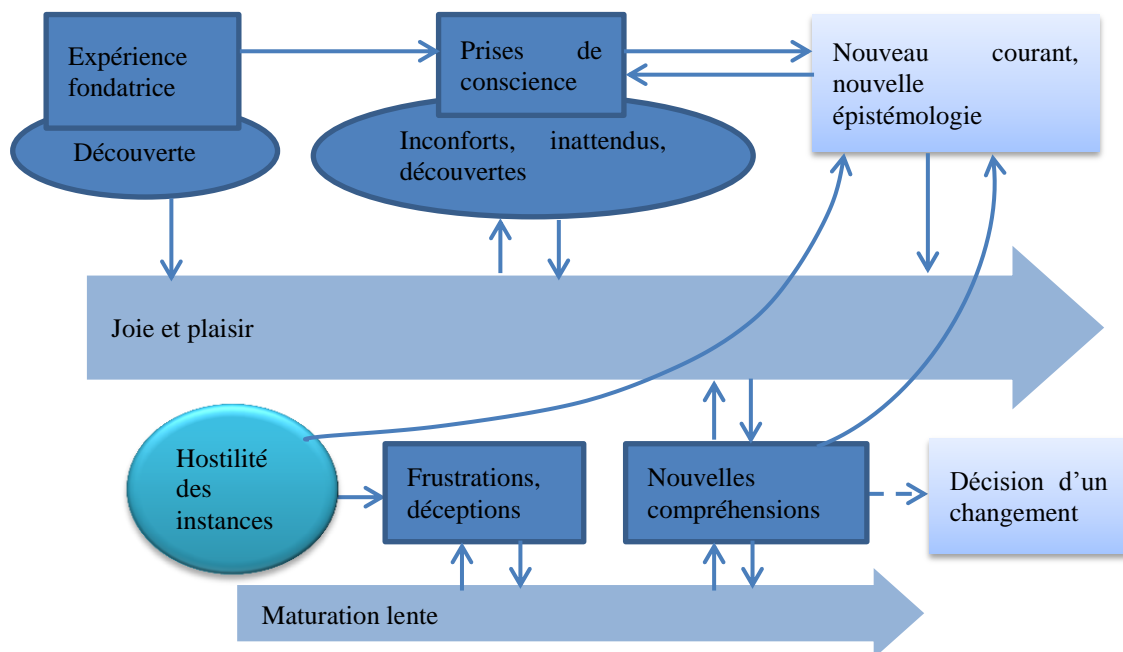 Expérience
fondatrice
Découverte
Prises de
conscience
Inconforts, inattendus,
découvertes
Nouveau courant,
nouvelle
épistémologie
Joie et plaisir
Hostilité
des
instances
Frustrations,
déceptions
Nouvelles
compréhensions
Décision d’un
changement
Maturation lente